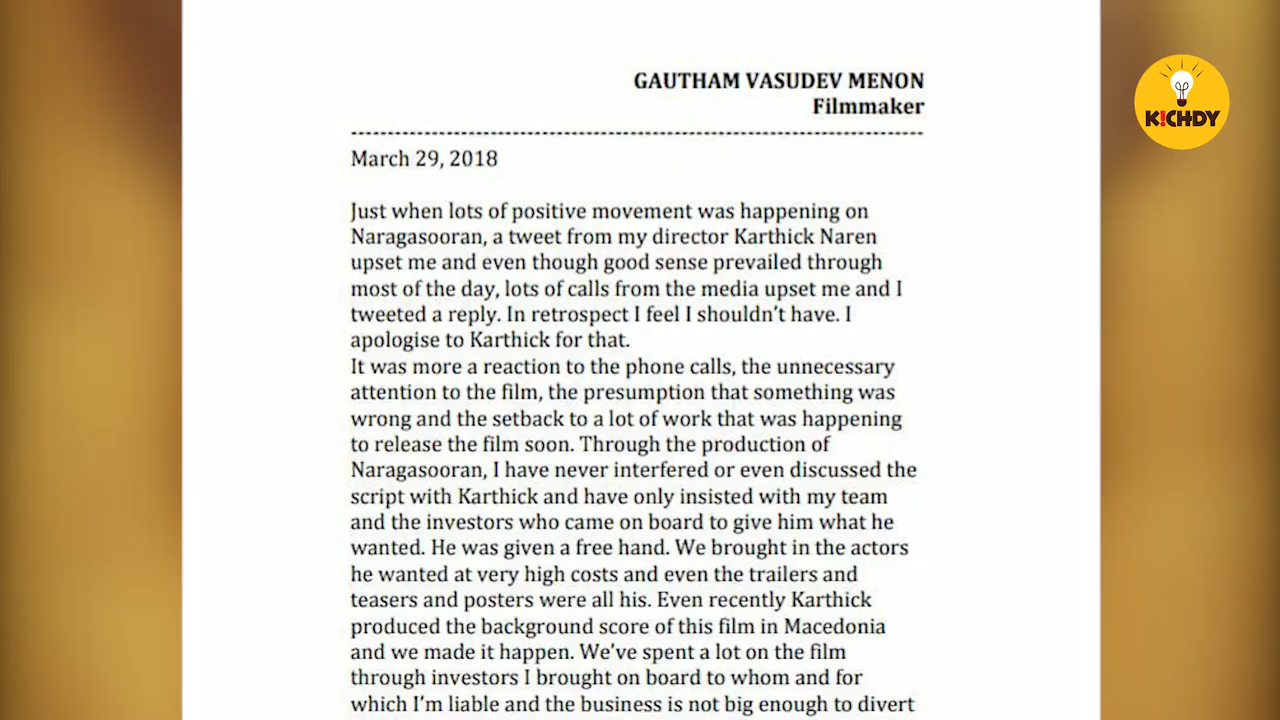 GAUTHAM VASUDEV MENON
Filmmaker
--------------------------------------------------------------------------------
March 29, 2018
Just when lots of positive movement was happening on
Naragasooran, a tweet from my director Karthick Naren
upset me and even though good sense prevailed through
most of the day, lots of calls from the media upset me and I
tweeted a reply. In retrospect I feel I shouldn’t have. I
apologise to Karthick for that.
It was more a reaction to the phone calls, the unnecessary
attention to the film, the presumption that something was
wrong and the setback to a lot of work that was happening
to release the film soon. Through the production of
Naragasooran, I have never interfered or even discussed the
script with Karthick and have only insisted with my team
and the investors who came on board to give him what he
wanted. He was given a free hand. We brought in the actors
he wanted at very high costs and even the trailers and
teasers and posters were all his. Even recently Karthick
produced the background score of this film in Macedonia
and we made it happen. We’ve spent a lot on the film
through investors I brought on board to whom and for
which I’m liable and the business is not big enough to divert
K!CHDY